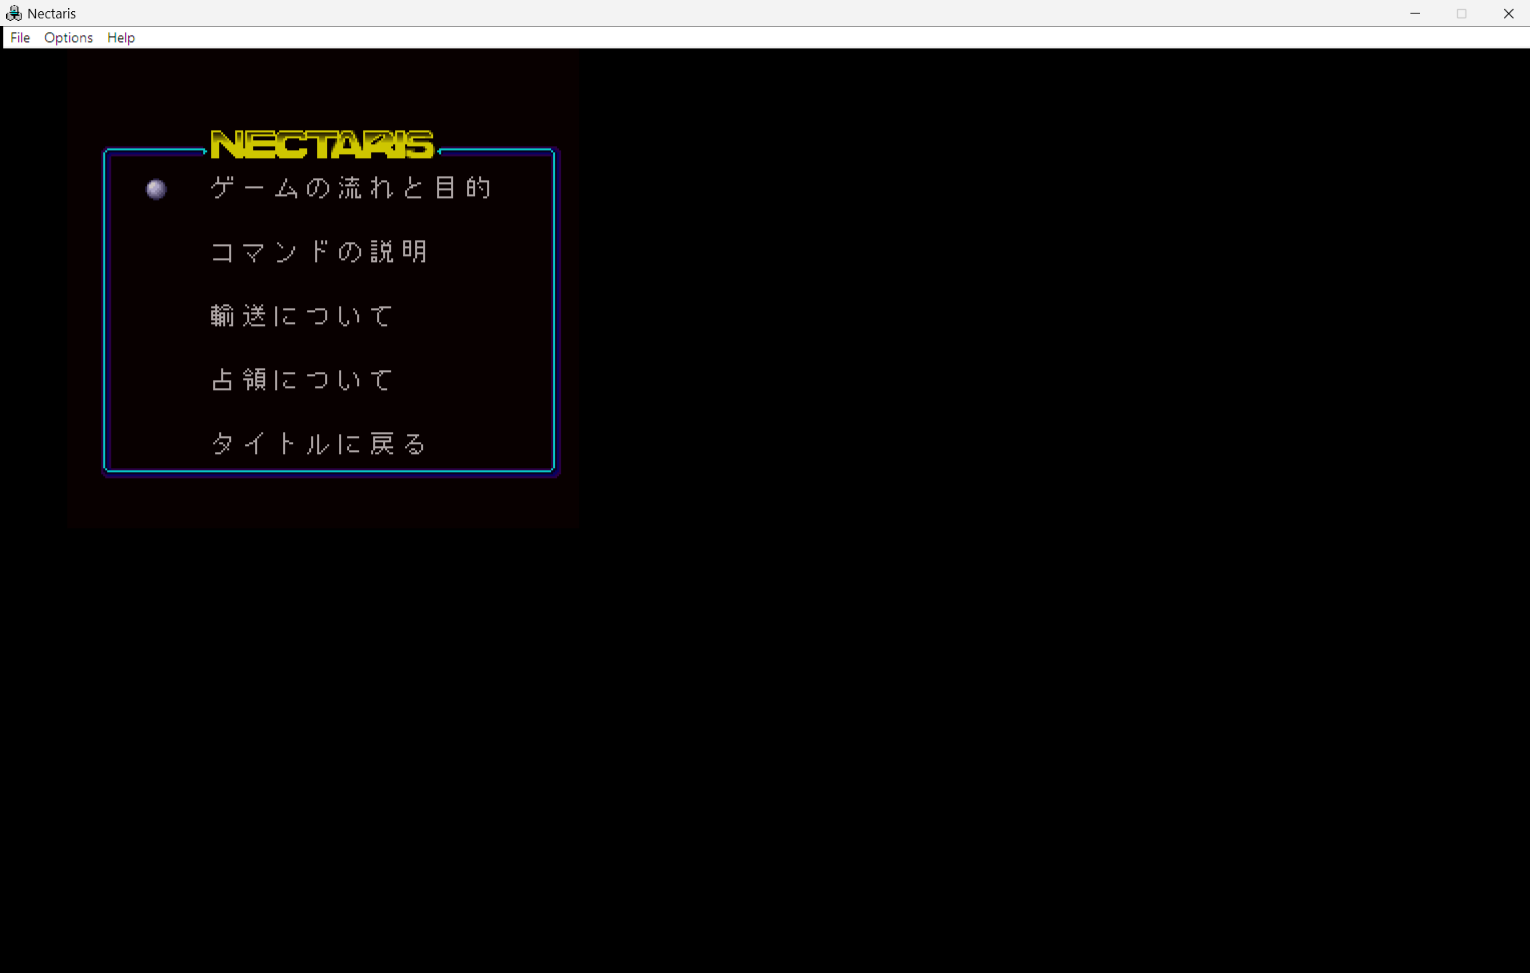 Nectaris
File Options Help
NECTARIS
ゲームの流れと目的
コマンドの説明
輸送について
占領について
タイトルに戻る